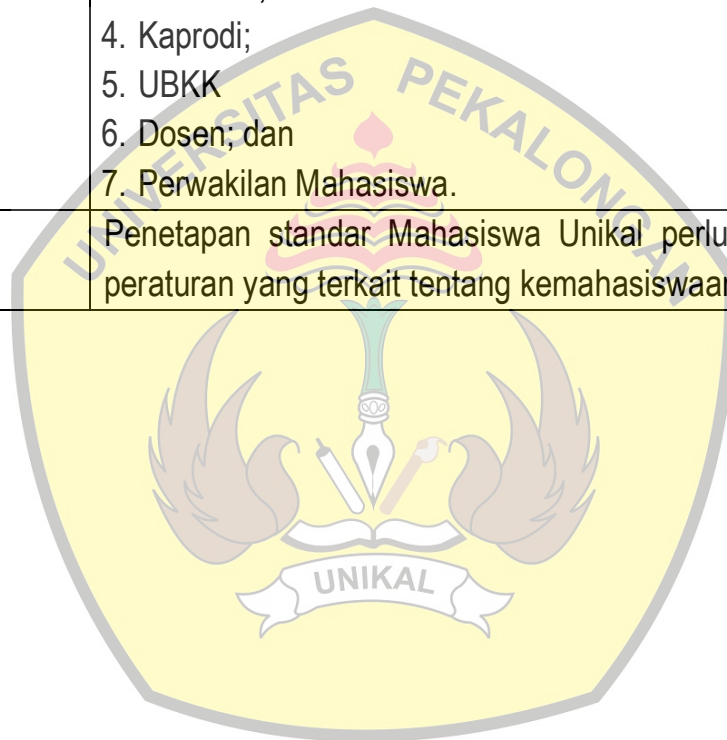 4. Kaprodi;
5. UBKK
6. Dosen; dan
7. Perwakilan Mahasiswa.
Penetapan standar Mahasiswa Unikal perlu
peraturan yang terkait tentang kemahasiswaan
UNIVERSITAS PEKALONGAN
UNIKAL